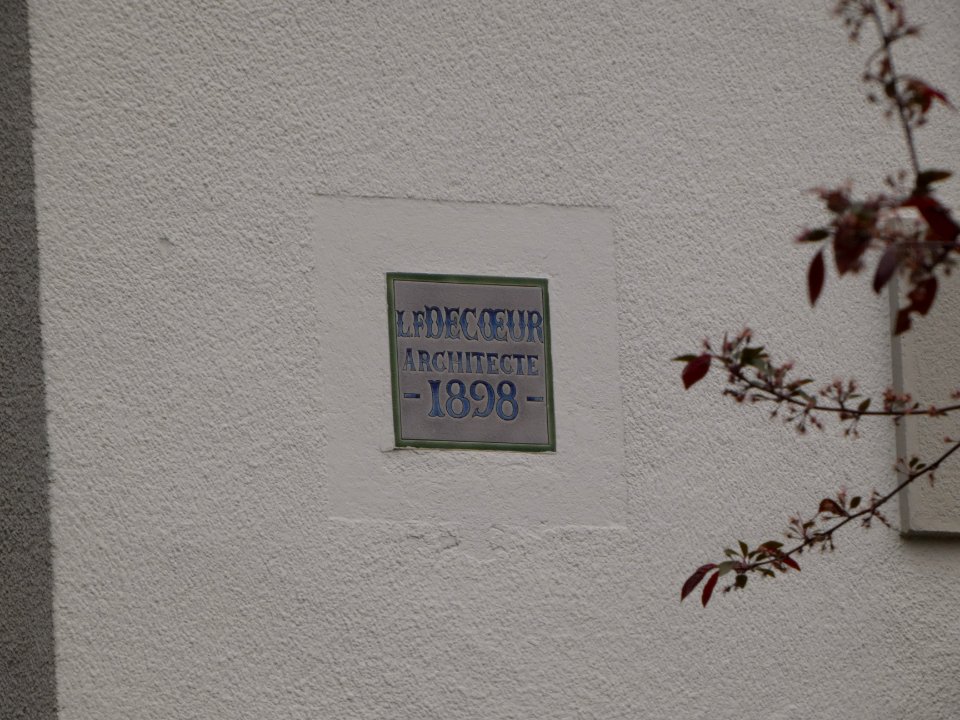 L.F DECŒUR
ARCHITECTE
- 1898 -